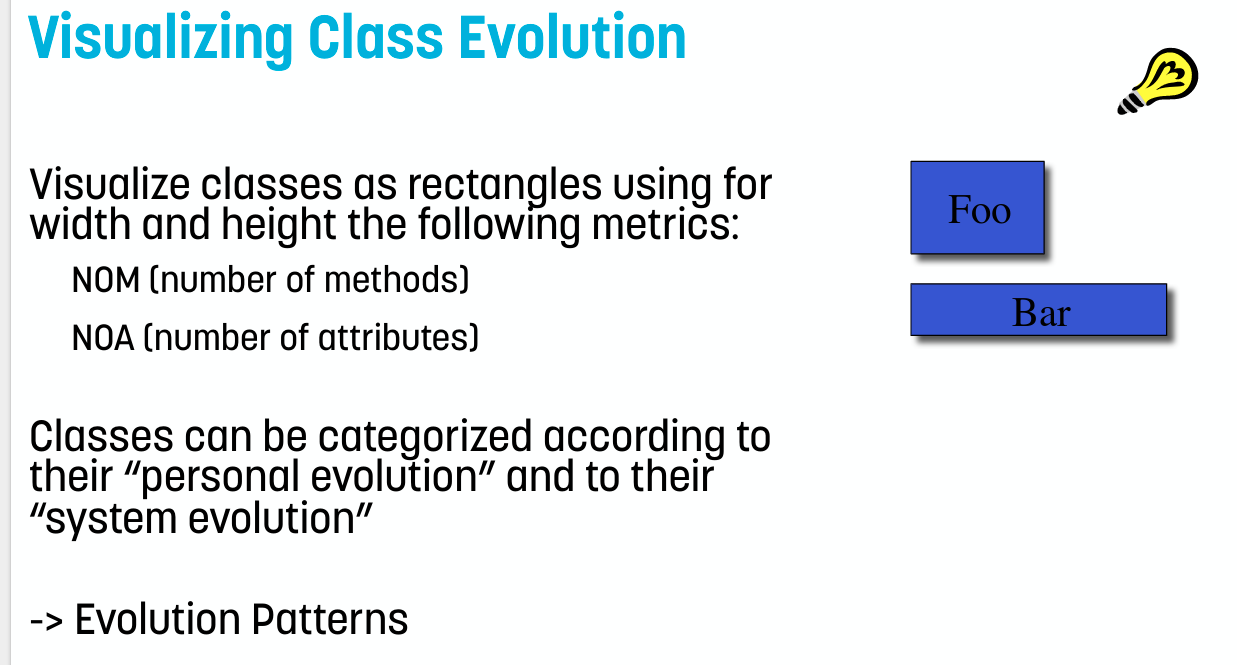 Visualizing Class Evolution
Visualize classes as rectangles using for
width and height the following metrics:
NOM (number of methods)
NOA (number of attributes)
Classes can be categorized according to
their “personal evolution” and to their
“system evolution”
-> Evolution Patterns
Foo
Bar